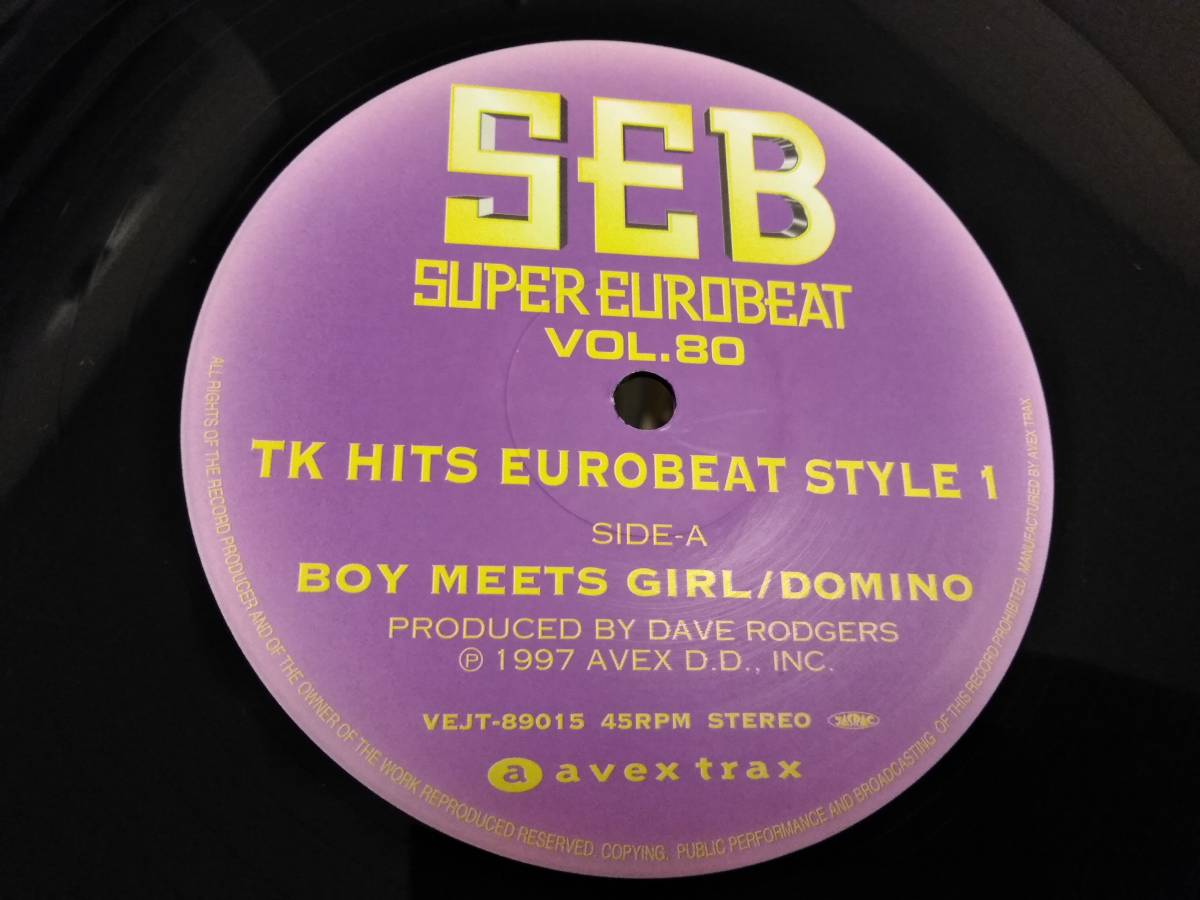 SEB
SUPER EUROBEAT
VOL.80
TK HITS EUROBEAT STYLE 1
SIDE-A
BOY MEETS GIRL/DOMINO
PRODUCED BY DAVE RODGERS
Ⓟ 1997 AVEX D.D., INC.
VEJT-89015 45RPM STEREO JASRAC
a avex trax
ALL RIGHTS OF THE RECORD PRODUCER AND OF THE OWNER OF THE WORK REPRODUCED RESERVED. COPYING. PUBLIC PERFORMANCE AND BROADCASTING OF THIS RECORD PROHIBITED. MANUFACTURED BY AVEX TRAX